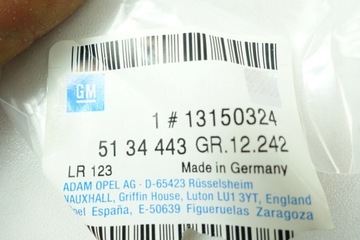 GM
1 # 13150324
51 34 443 GR.12.242
LR 123 Made in Germany
ADAM OPEL AG - D-65423 Rüsselsheim
VAUXHALL, Griffin House, Luton LU1 3YT, England
Opel España, E-50639 Figueruelas Zaragoza